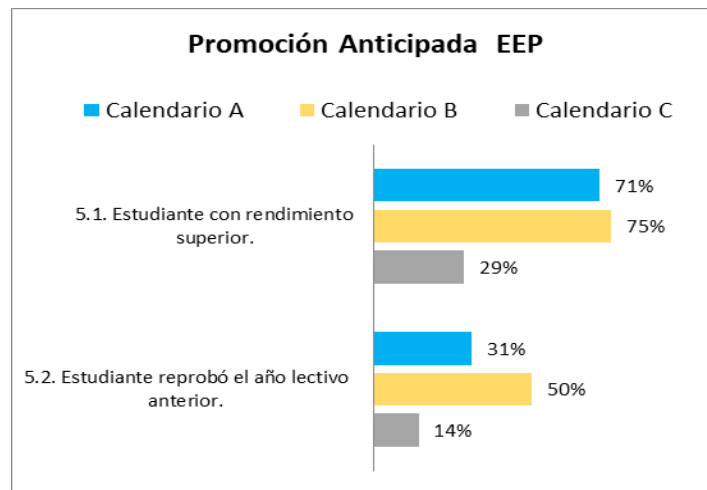 Promoción Anticipada EEP
Calendario A Calendario B Calendario C
5.1. Estudiante con rendimiento
superior.
71%
75%
29%
5.2. Estudiante reprobó el año lectivo
anterior.
31%
50%
14%